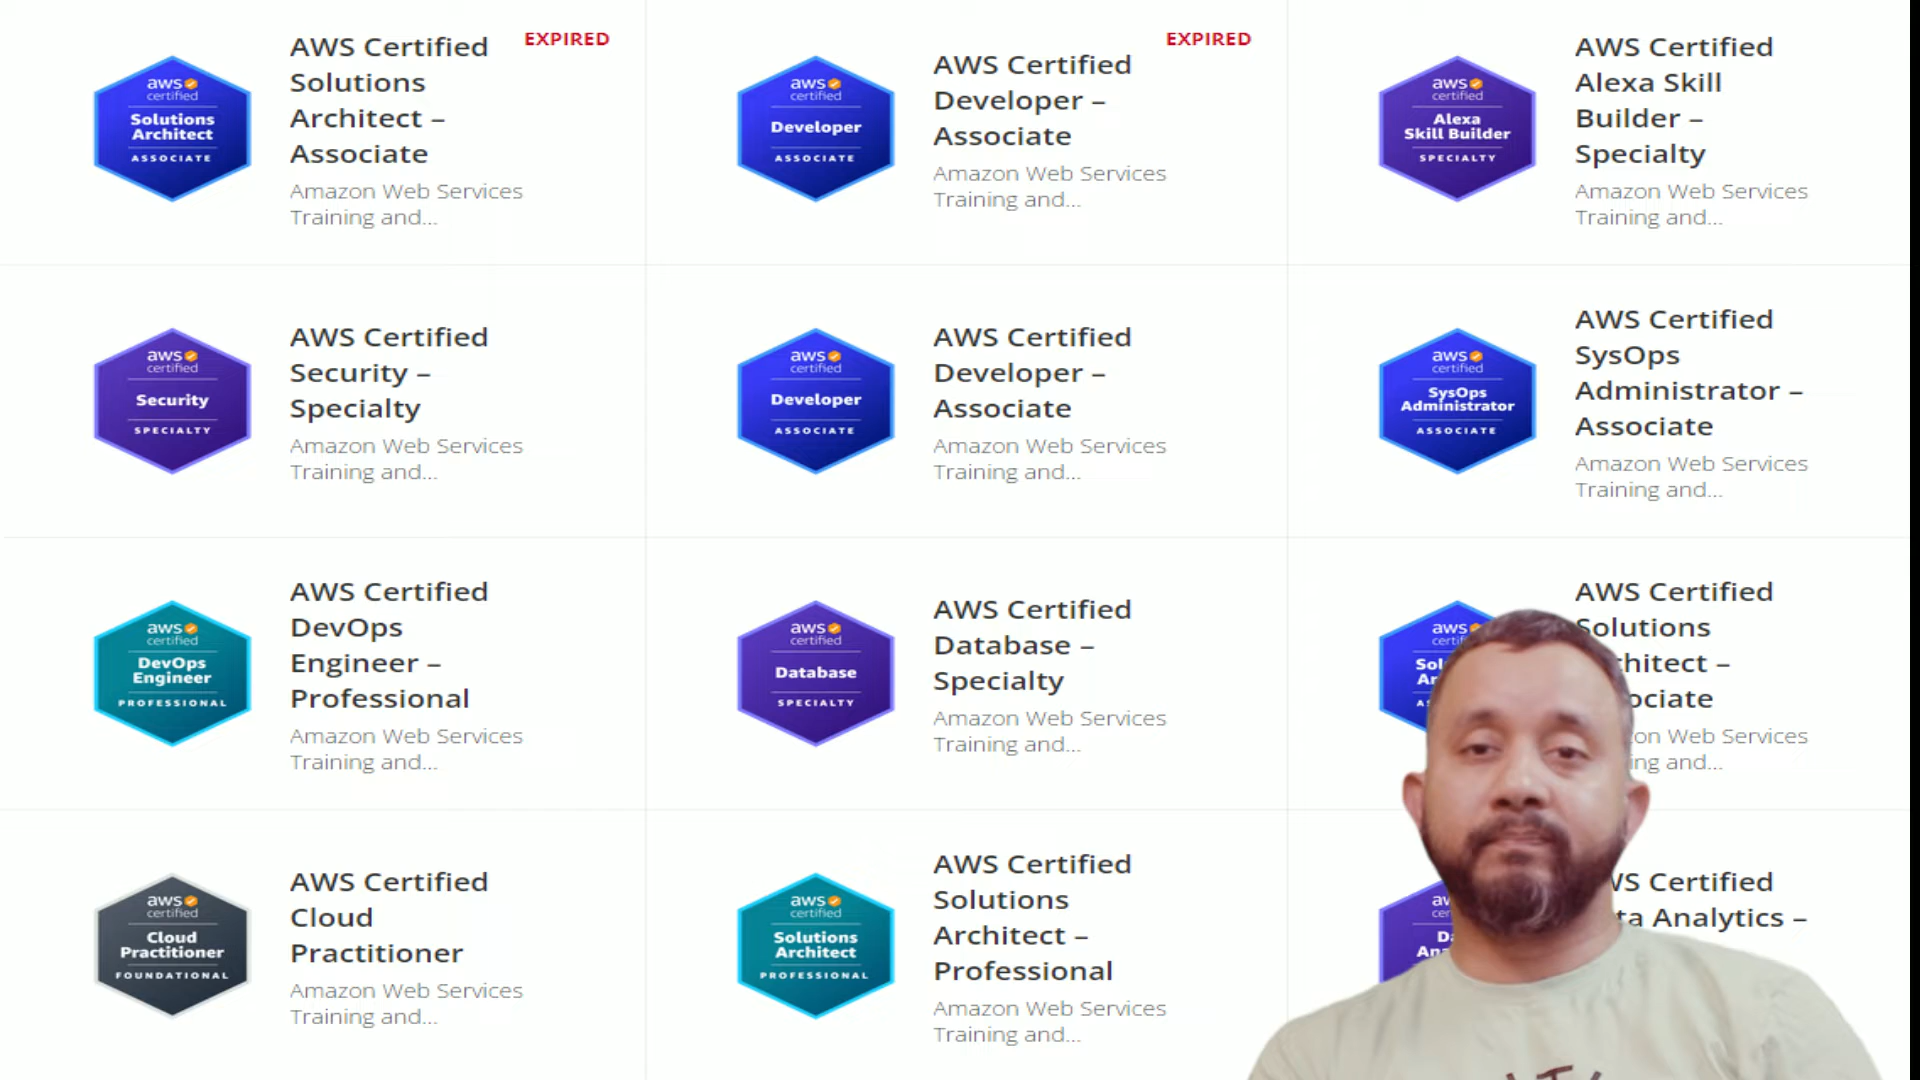 AWS Certified
Solutions
Architect –
Associate
Amazon Web Services
Training and...
EXPIRED
aws
certified
Solutions
Architect
ASSOCIATE
AWS Certified
Developer –
Associate
Amazon Web Services
Training and...
EXPIRED
aws
certified
Developer
ASSOCIATE
AWS Certified
Alexa Skill
Builder –
Specialty
Amazon Web Services
Training and...
aws
certified
Alexa
Skill Builder
SPECIALTY
AWS Certified
Security –
Specialty
Amazon Web Services
Training and...
aws
certified
Security
SPECIALTY
AWS Certified
Developer –
Associate
Amazon Web Services
Training and...
aws
certified
Developer
ASSOCIATE
AWS Certified
SysOps
Administrator –
Associate
Amazon Web Services
Training and...
aws
certified
SysOps
Administrator
ASSOCIATE
AWS Certified
DevOps
Engineer –
Professional
Amazon Web Services
Training and...
aws
certified
DevOps
Engineer
PROFESSIONAL
AWS Certified
Database –
Specialty
Amazon Web Services
Training and...
aws
certified
Database
SPECIALTY
AWS Certified
Solutions
–
Web Services
and...
aws
AWS Certified
Cloud
Practitioner
Amazon Web Services
Training and...
aws
certified
Cloud
Practitioner
FOUNDATIONAL
AWS Certified
Solutions
Architect –
Professional
Amazon Web Services
Training and...
aws
certified
Solutions
Architect
PROFESSIONAL
Certified
Analytics –